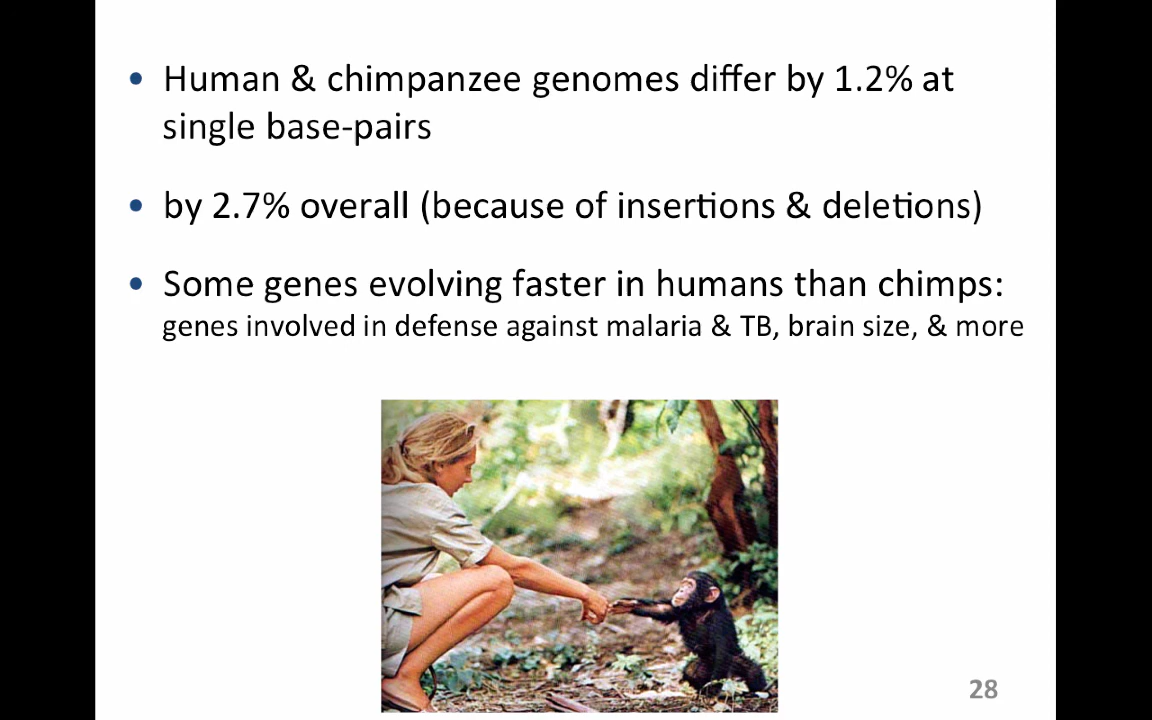 • Human & chimpanzee genomes differ by 1.2% at
single base-pairs
• by 2.7% overall (because of insertions & deletions)
• Some genes evolving faster in humans than chimps:
genes involved in defense against malaria & TB, brain size, & more
28